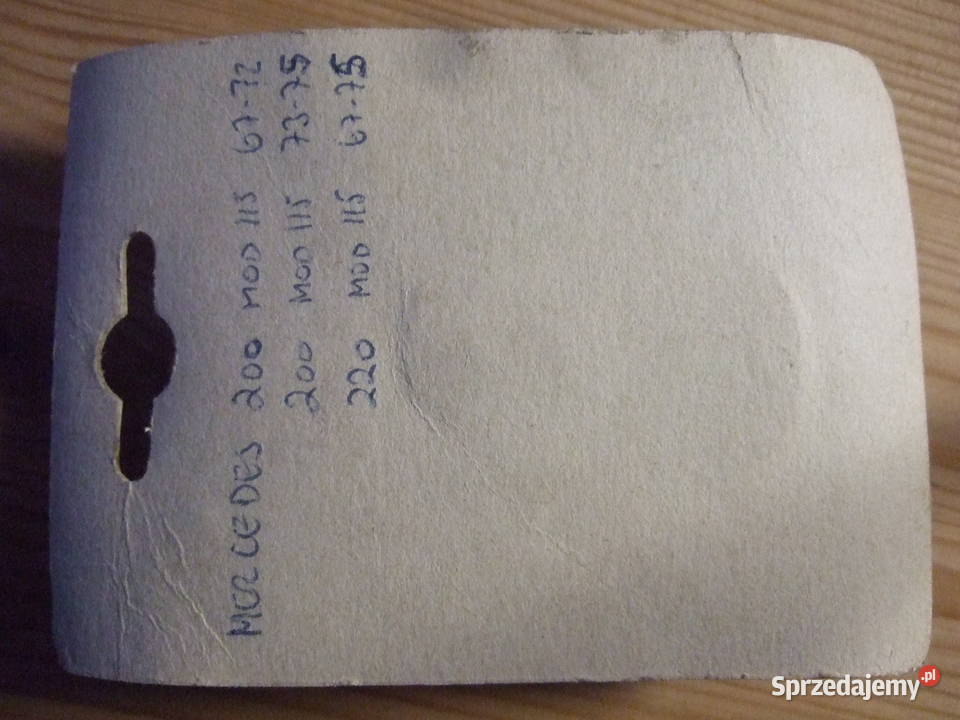 MERCEDES 200 MOD 115 67-72
200 MOD 115 73-75
220 MOD 115 67-75
Sprzedajemy.pl